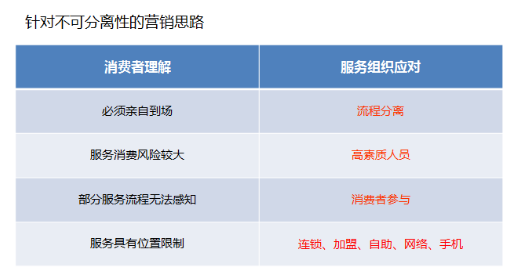 针对不可分离性的营销思路
消费者理解 服务组织应对
必须亲自到场 流程分离
服务消费风险较大 高素质人员
部分服务流程无法感知 消费者参与
服务具有位置限制 连锁、加盟、自助、网络、手机